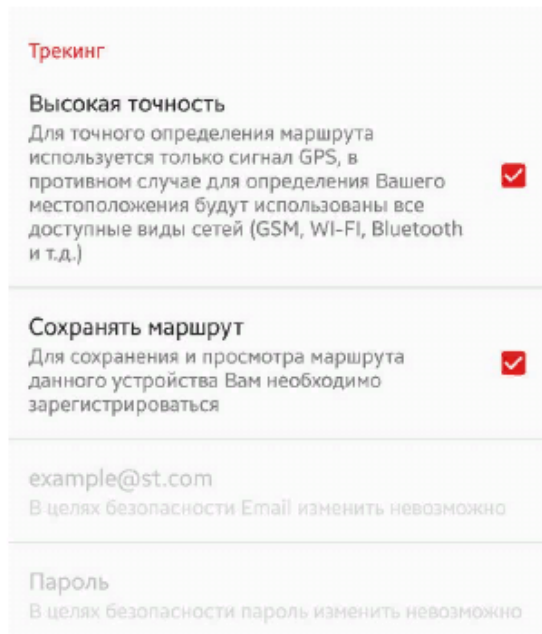 Трекинг
Высокая точность
Для точного определения маршрута
используется только сигнал GPS, в
противном случае для определения Вашего
местоположения будут использованы все
доступные виды сетей (GSM, WI-FI, Bluetooth
и т.д.)
Сохранять маршрут
Для сохранения и просмотра маршрута
данного устройства Вам необходимо
зарегистрироваться
example@st.com
В целях безопасности Email изменить невозможно
Пароль
В целях безопасности пароль изменить невозможно